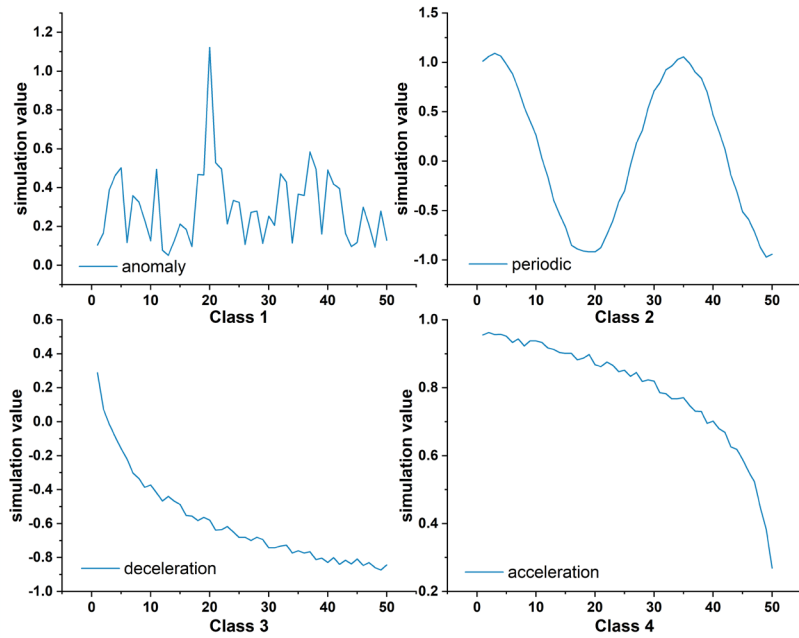 simulation value
1.2
1.0
0.8
0.6
0.4
0.2
0.0
anomaly
0 10 20 30 40 50
Class 1
simulation value
1.5
1.0
0.5
0.0
-0.5
-1.0
periodic
0 10 20 30 40 50
Class 2
simulation value
0.6
0.4
0.2
0.0
-0.2
-0.4
-0.6
-0.8
-1.0
deceleration
0 10 20 30 40 50
Class 3
simulation value
1.0
0.8
0.6
0.4
0.2
acceleration
0 10 20 30 40 50
Class 4